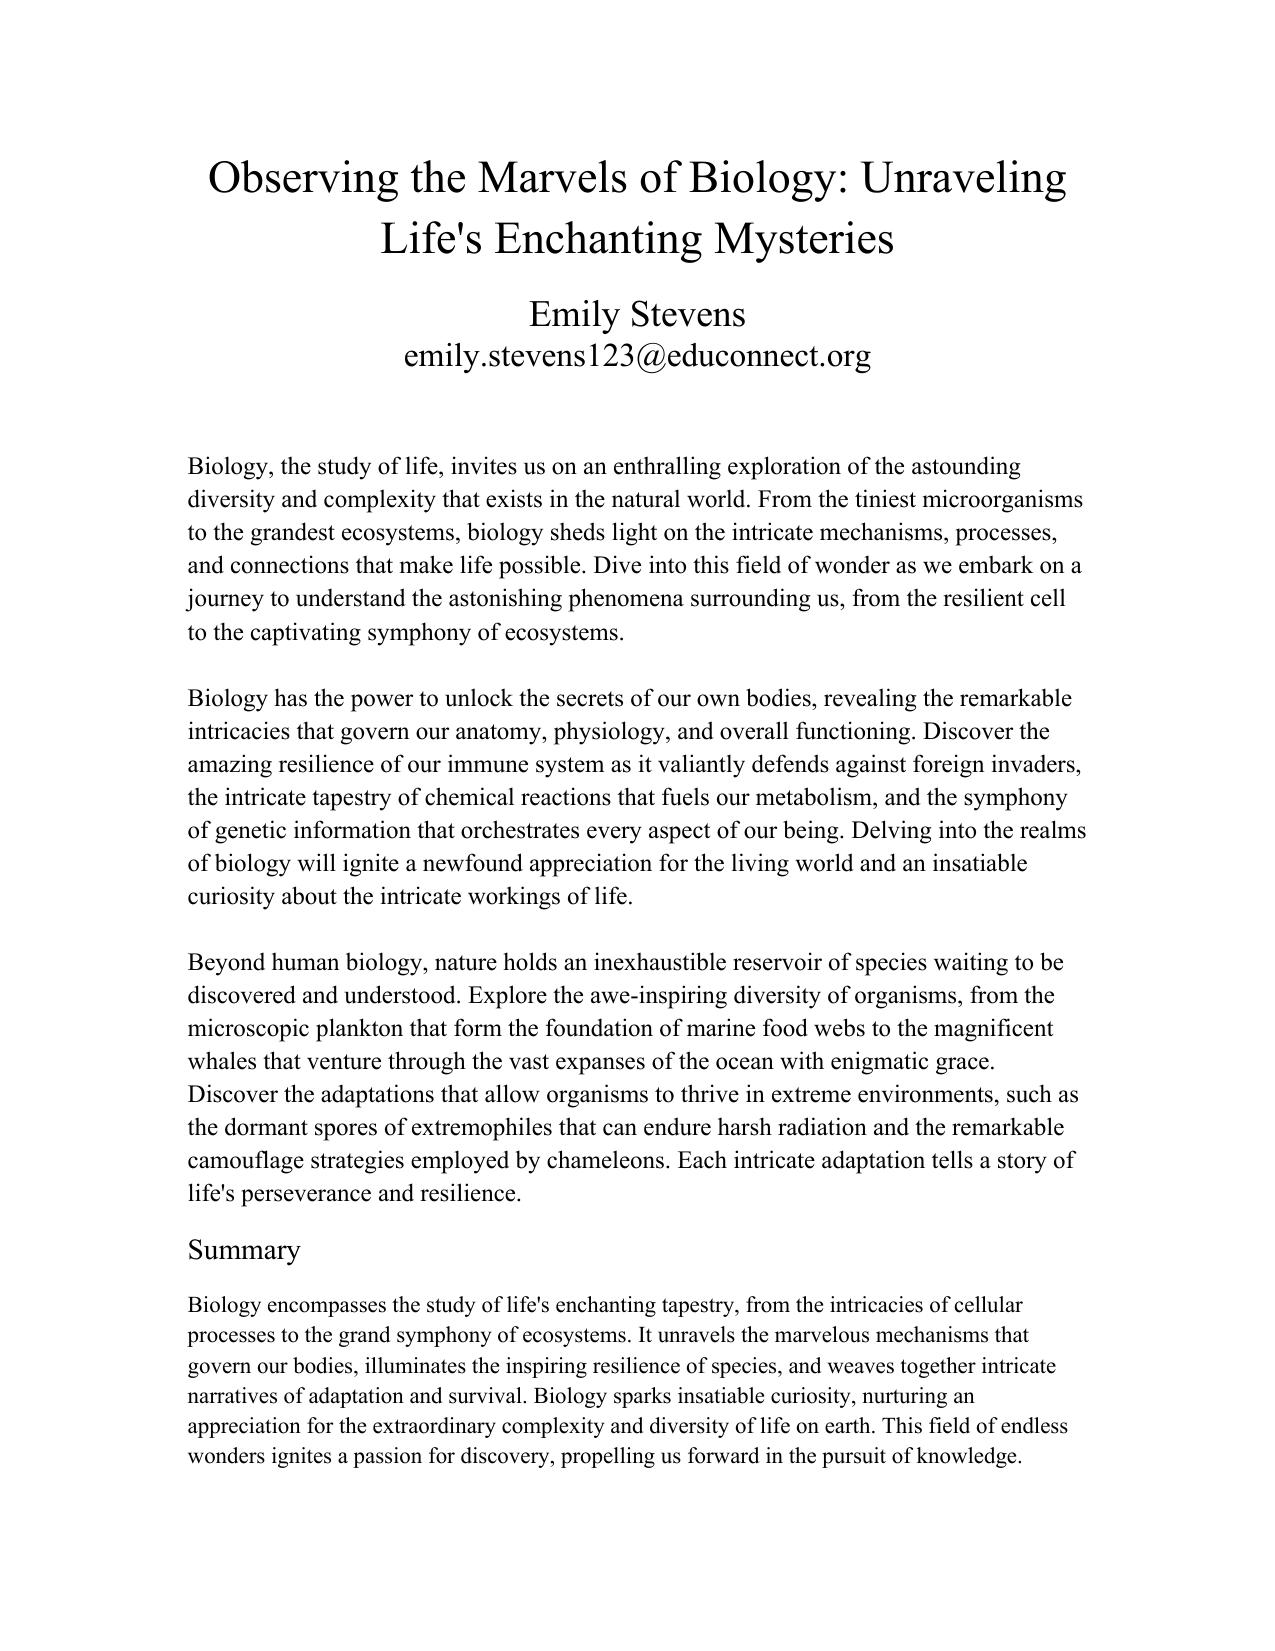 Observing the Marvels of Biology: Unraveling
Life's Enchanting Mysteries
Emily Stevens
emily.stevens123@educonnect.org
Biology, the study of life, invites us on an enthralling exploration of the astounding
diversity and complexity that exists in the natural world. From the tiniest microorganisms
to the grandest ecosystems, biology sheds light on the intricate mechanisms, processes,
and connections that make life possible. Dive into this field of wonder as we embark on a
journey to understand the astonishing phenomena surrounding us, from the resilient cell
to the captivating symphony of ecosystems.
Biology has the power to unlock the secrets of our own bodies, revealing the remarkable
intricacies that govern our anatomy, physiology, and overall functioning. Discover the
amazing resilience of our immune system as it valiantly defends against foreign invaders,
the intricate tapestry of chemical reactions that fuels our metabolism, and the symphony
of genetic information that orchestrates every aspect of our being. Delving into the realms
of biology will ignite a newfound appreciation for the living world and an insatiable
curiosity about the intricate workings of life.
Beyond human biology, nature holds an inexhaustible reservoir of species waiting to be
discovered and understood. Explore the awe-inspiring diversity of organisms, from the
microscopic plankton that form the foundation of marine food webs to the magnificent
whales that venture through the vast expanses of the ocean with enigmatic grace.
Discover the adaptations that allow organisms to thrive in extreme environments, such as
the dormant spores of extremophiles that can endure harsh radiation and the remarkable
camouflage strategies employed by chameleons. Each intricate adaptation tells a story of
life's perseverance and resilience.
Summary
Biology encompasses the study of life's enchanting tapestry, from the intricacies of cellular
processes to the grand symphony of ecosystems. It unravels the marvelous mechanisms that
govern our bodies, illuminates the inspiring resilience of species, and weaves together intricate
narratives of adaptation and survival. Biology sparks insatiable curiosity, nurturing an
appreciation for the extraordinary complexity and diversity of life on earth. This field of endless
wonders ignites a passion for discovery, propelling us forward in the pursuit of knowledge.